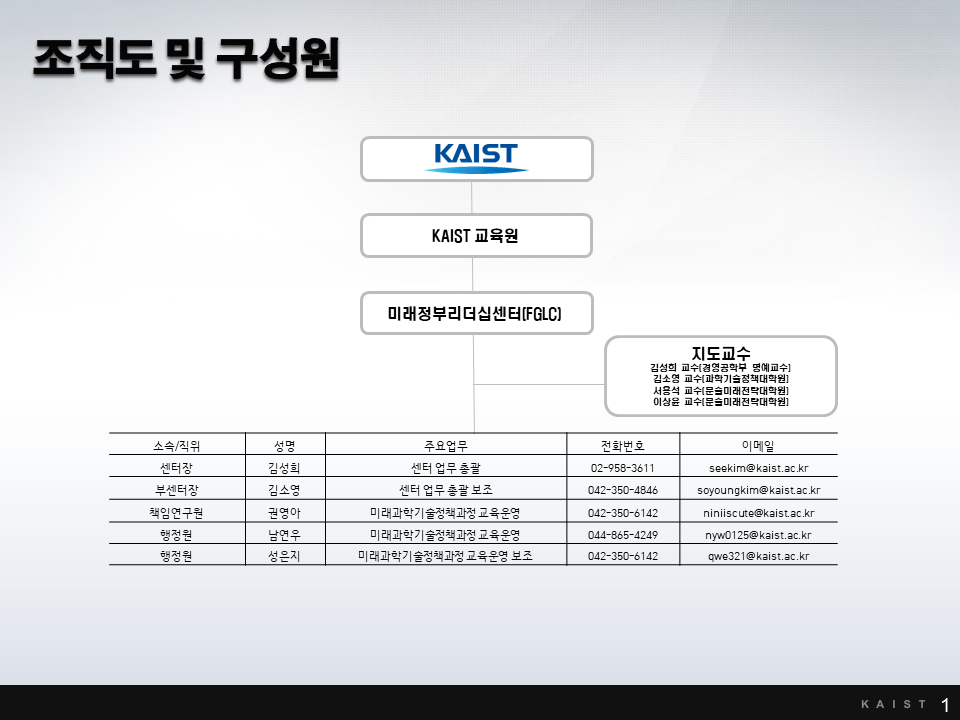 조직도 및 구성원
KAIST
KAIST 교육원
미래정부리더십센터(FGLC)
지도교수
김성희 교수(경영공학부 명예교수)
김소영 교수(과학기술정책대학원)
서용석 교수(문술미래전략대학원)
이상윤 교수(문술미래전략대학원)
소속/직위 성명 주요업무 전화번호 이메일
센터장 김성희 센터 업무 총괄 02-958-3611 seekim@kaist.ac.kr
부센터장 김소영 센터 업무 총괄 보조 042-350-4846 soyoungkim@kaist.ac.kr
책임연구원 권영아 미래과학기술정책과정 교육운영 042-350-6142 niniiscute@kaist.ac.kr
행정원 남연우 미래과학기술정책과정 교육운영 044-865-4249 nyw0125@kaist.ac.kr
행정원 성은지 미래과학기술정책과정 교육운영 보조 042-350-6142 qwe321@kaist.ac.kr
KAIST 1